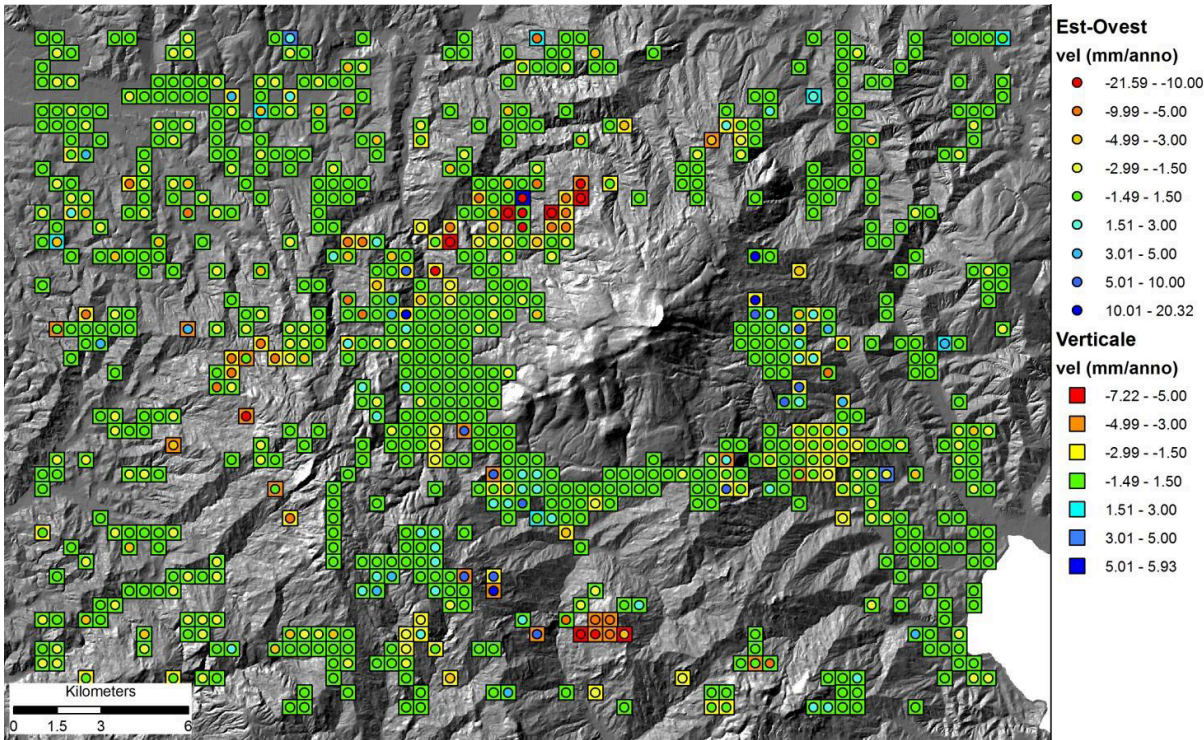 Est-Ovest
vel (mm/anno)
-21.59 - -10.00
-9.99 - -5.00
-4.99 - -3.00
-2.99 - -1.50
-1.49 - 1.50
1.51 - 3.00
3.01 - 5.00
5.01 - 10.00
10.01 - 20.32
Verticale
vel (mm/anno)
-7.22 - -5.00
-4.99 - -3.00
-2.99 - -1.50
-1.49 - 1.50
1.51 - 3.00
3.01 - 5.00
5.01 - 5.93
Kilometers
0 1.5 3 6